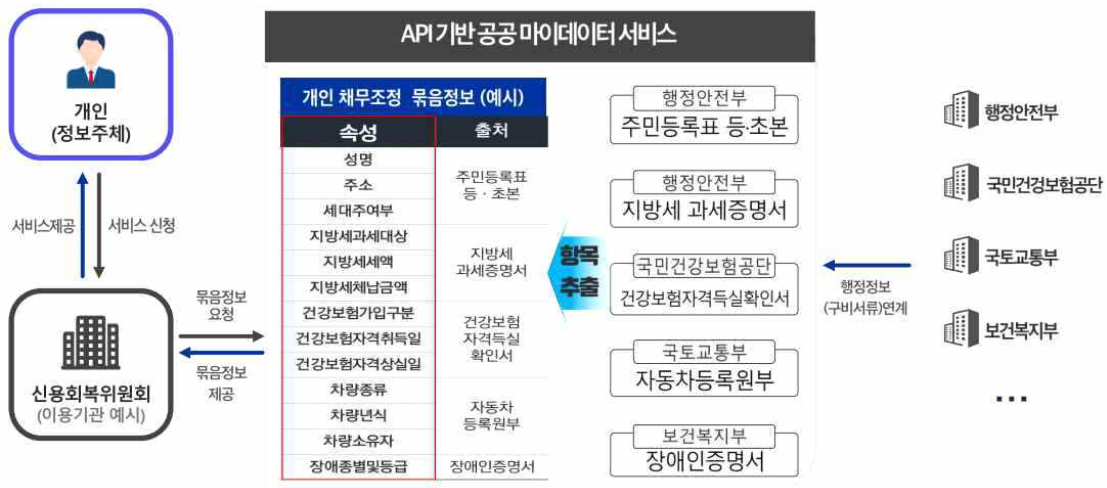 API 기반 공공 마이데이터 서비스
개인
(정보주체)
서비스제공
서비스 신청
신용회복위원회
(이용기관 예시)
묶음정보
요청
묶음정보
제공
개인 채무조정 묶음정보 (예시)
속성
출처
성명
주소
세대주여부
주민등록표
등 · 초본
지방세과세대상
지방세세액
지방세체납금액
지방세
과세증명서
건강보험가입구분
건강보험자격취득일
건강보험자격상실일
건강보험
자격득실
확인서
차량종류
차량년식
차량소유자
자동차
등록원부
장애종별및등급
장애인증명서
항목
추출
행정안전부
주민등록표 등·초본
행정안전부
지방세 과세증명서
국민건강보험공단
건강보험자격득실확인서
국토교통부
자동차등록원부
보건복지부
장애인증명서
행정정보
(구비서류)연계
행정안전부
국민건강보험공단
국토교통부
보건복지부
...